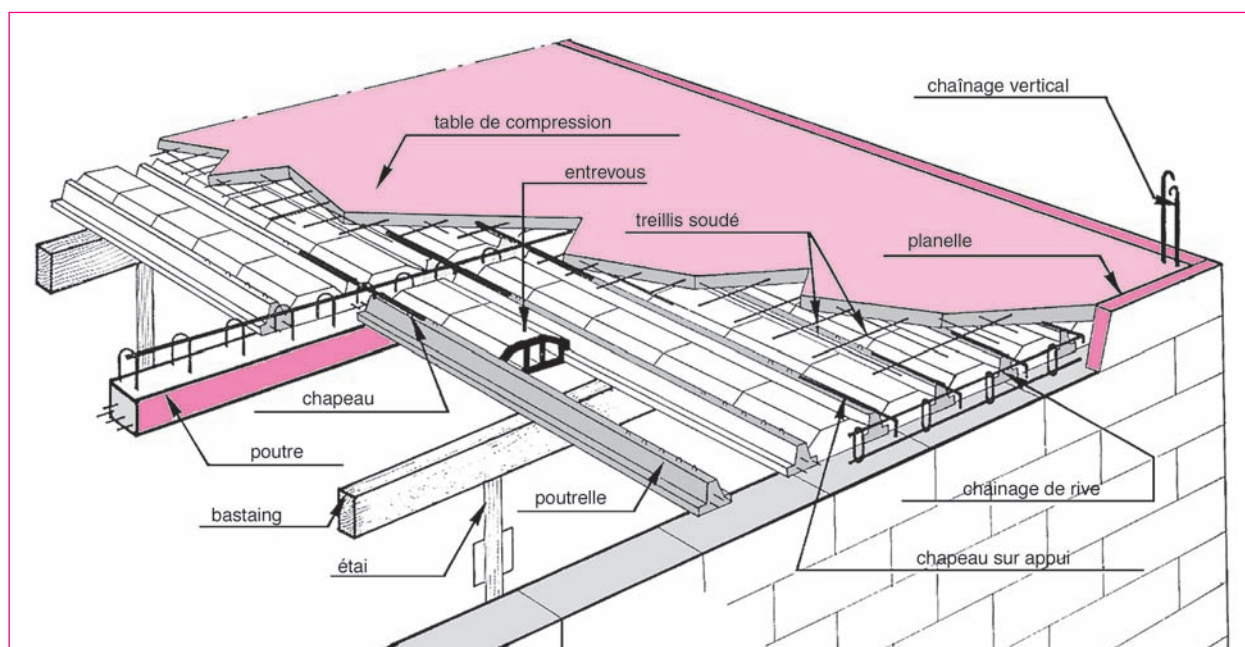 chaînage vertical
table de compression
entrevous
treillis soudé
planelle
chapeau
poutre
poutrelle
chaînage de rive
bastaing
chapeau sur appui
étai